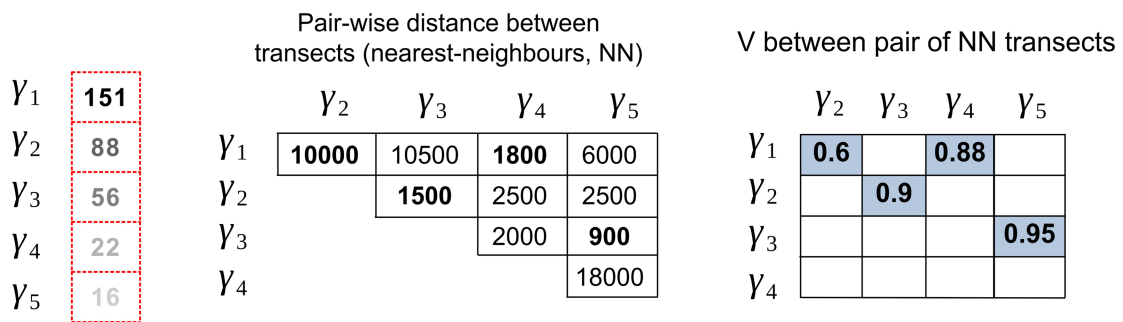 Pair-wise distance between
transects (nearest-neighbours, NN)
V between pair of NN transects
γ1 151
γ2 88
γ3 56
γ4 22
γ5 16
γ2 γ3 γ4 γ5
γ1 10000 10500 1800 6000
γ2 1500 2500 2500
γ3 2000 900
γ4 18000
γ2 γ3 γ4 γ5
γ1 0.6 0.88
γ2 0.9
γ3 0.95
γ4